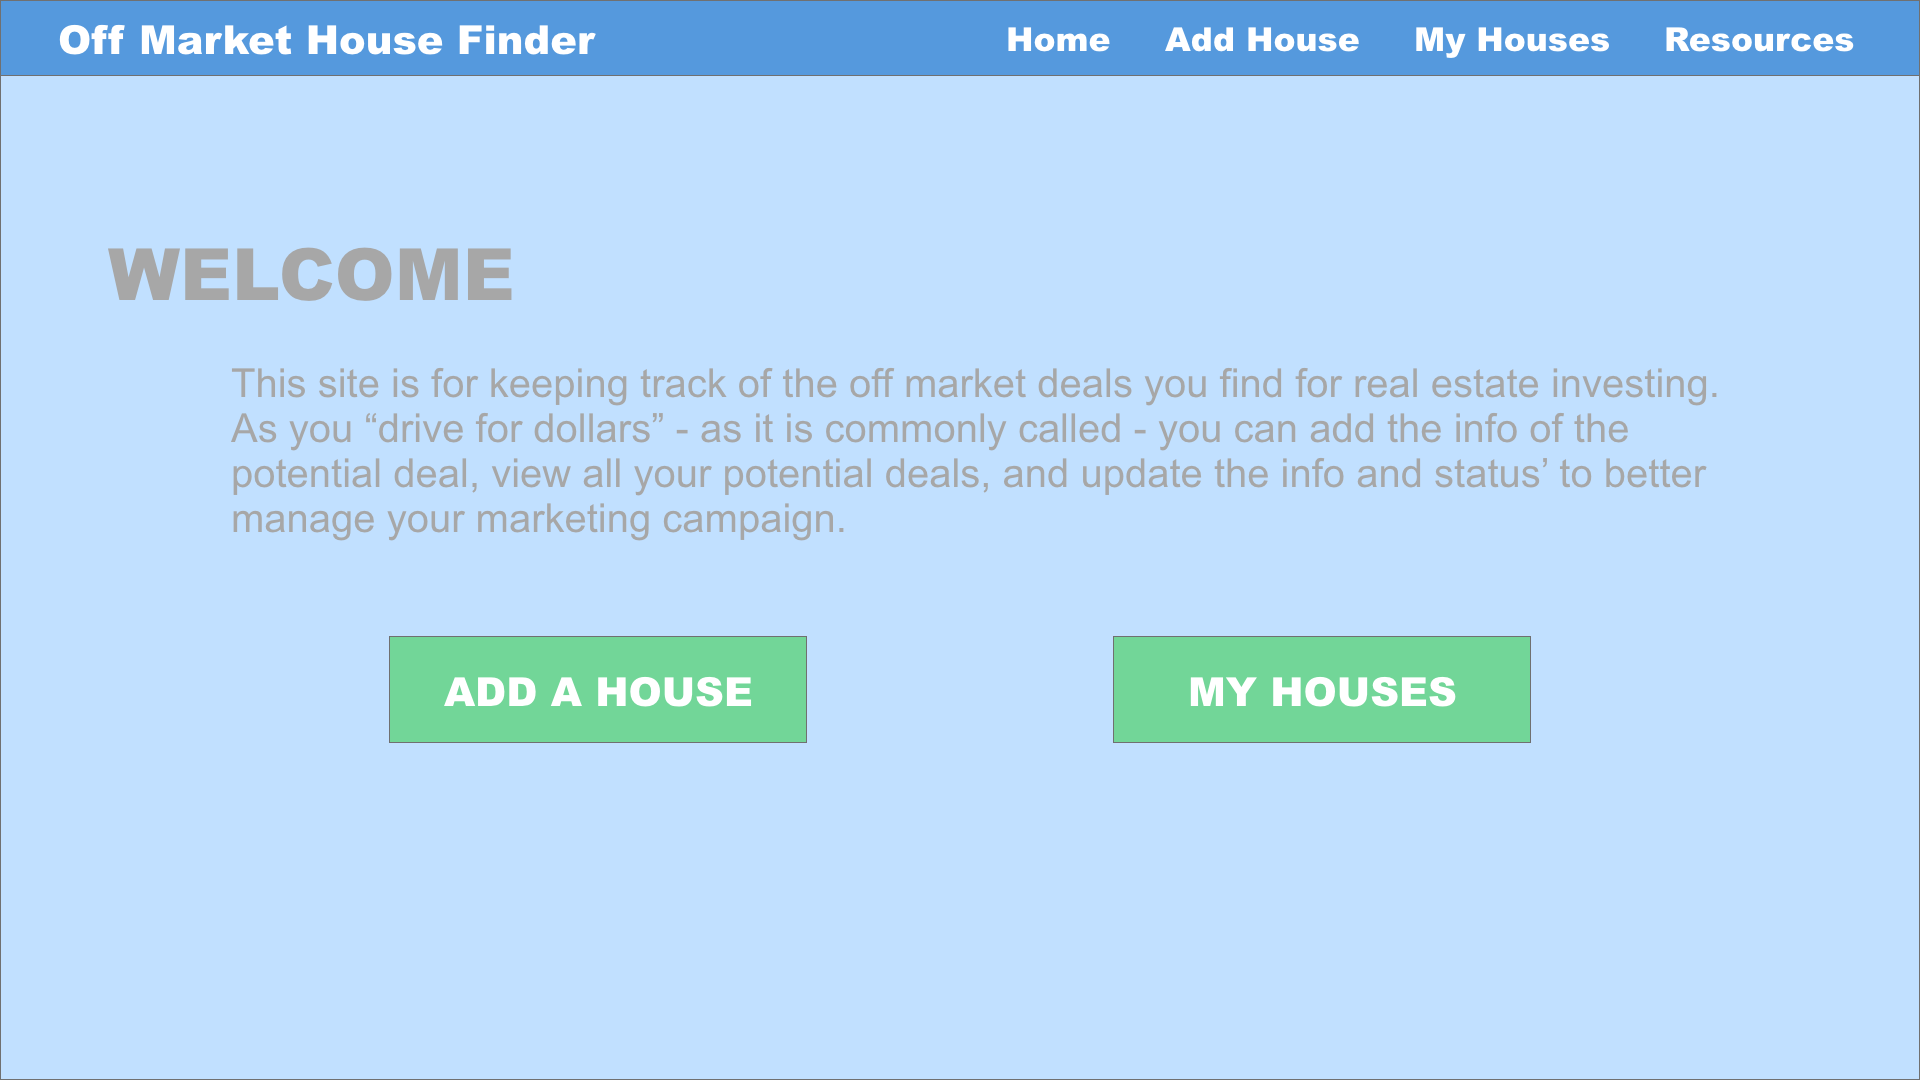 Off Market House Finder
Home
Add House
My Houses
Resources
WELCOME
This site is for keeping track of the off market deals you find for real estate investing.
As you “drive for dollars” - as it is commonly called - you can add the info of the
potential deal, view all your potential deals, and update the info and status’ to better
manage your marketing campaign.
ADD A HOUSE
MY HOUSES